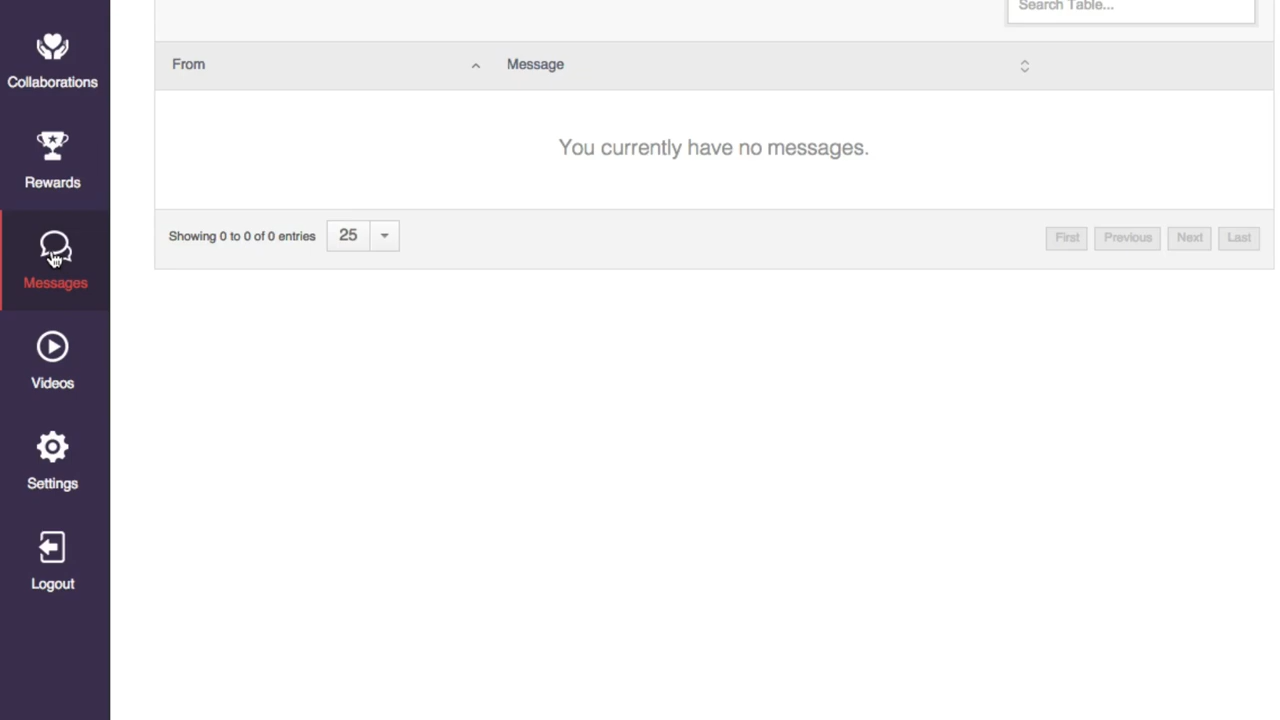 Search Table...
Collaborations
Rewards
Messages
Videos
Settings
Logout
From
Message
You currently have no messages.
Showing 0 to 0 of 0 entries
25
First
Previous
Next
Last